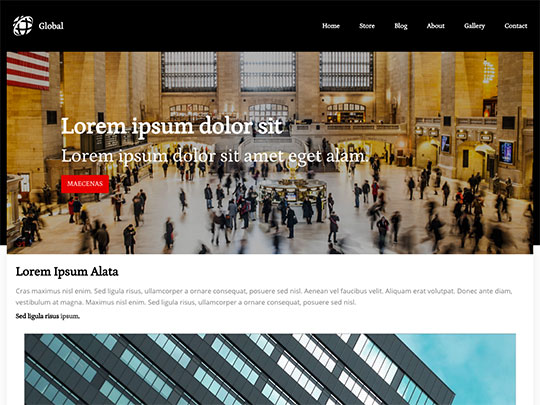 Global
Home Store Blog About Gallery Contact
Lorem ipsum dolor sit
Lorem ipsum dolor sit amet eget alam.
MAECENAS
Lorem Ipsum Alata
Cras maximus nisl enim. Sed ligula risus, ullamcorper a ornare consequat, posuere sed nisl. Aenean vel faucibus velit. Aliquam erat volutpat. Donec ante diam,
vestibulum at magna. Maximus nisl enim. Sed ligula risus, ullamcorper a ornare consequat, posuere sed nisl.
Sed ligula risus ipsum.